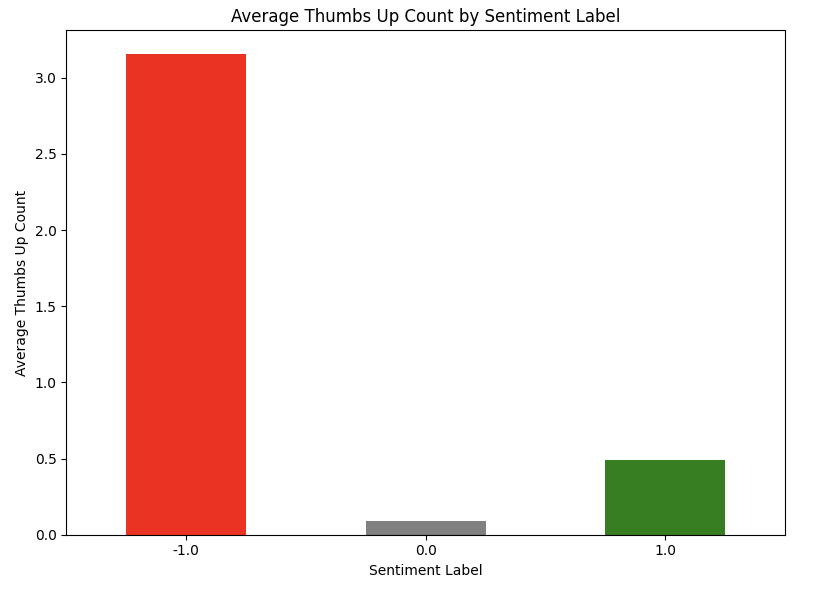 Average Thumbs Up Count by Sentiment Label
3.0
2.5
2.0
1.5
1.0
0.5
0.0
Average Thumbs Up Count
-1.0 0.0 1.0
Sentiment Label